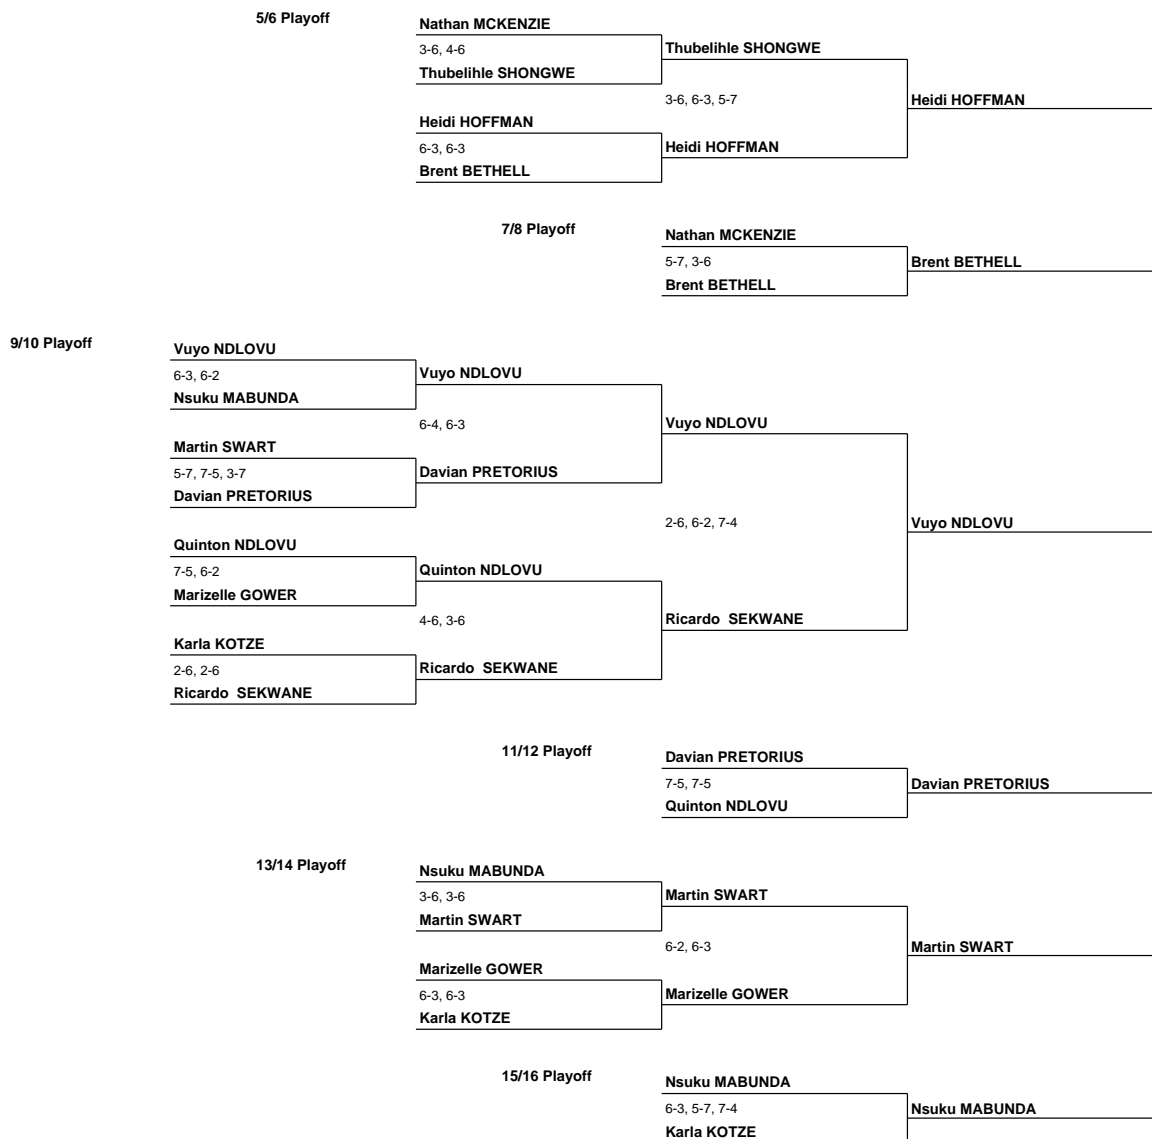 5/6 Playoff
Nathan MCKENZIE
3-6, 4-6
Thubelihle SHONGWE
Thubelihle SHONGWE
3-6, 6-3, 5-7
Heidi HOFFMAN
Heidi HOFFMAN
6-3, 6-3
Heidi HOFFMAN
Brent BETHELL
7/8 Playoff
Nathan MCKENZIE
5-7, 3-6
Brent BETHELL
Brent BETHELL
9/10 Playoff
Vuyo NDLOVU
6-3, 6-2
Vuyo NDLOVU
Nsuku MABUNDA
6-4, 6-3
Vuyo NDLOVU
Martin SWART
5-7, 7-5, 3-7
Davian PRETORIUS
Davian PRETORIUS
2-6, 6-2, 7-4
Vuyo NDLOVU
Quinton NDLOVU
7-5, 6-2
Quinton NDLOVU
Marizelle GOWER
4-6, 3-6
Ricardo  SEKWANE
Karla KOTZE
2-6, 2-6
Ricardo  SEKWANE
Ricardo  SEKWANE
11/12 Playoff
Davian PRETORIUS
7-5, 7-5
Davian PRETORIUS
Quinton NDLOVU
13/14 Playoff
Nsuku MABUNDA
3-6, 3-6
Martin SWART
Martin SWART
6-2, 6-3
Martin SWART
Marizelle GOWER
6-3, 6-3
Marizelle GOWER
Karla KOTZE
15/16 Playoff
Nsuku MABUNDA
6-3, 5-7, 7-4
Nsuku MABUNDA
Karla KOTZE